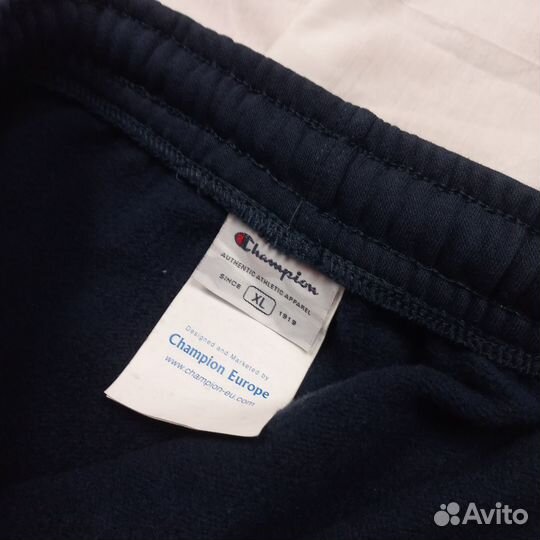 Champion
AUTHENTIC ATHLETIC APPAREL
SINCE XL 1919
Designed and Marketed by
Champion Europe
www.champion-eu.com
Avito